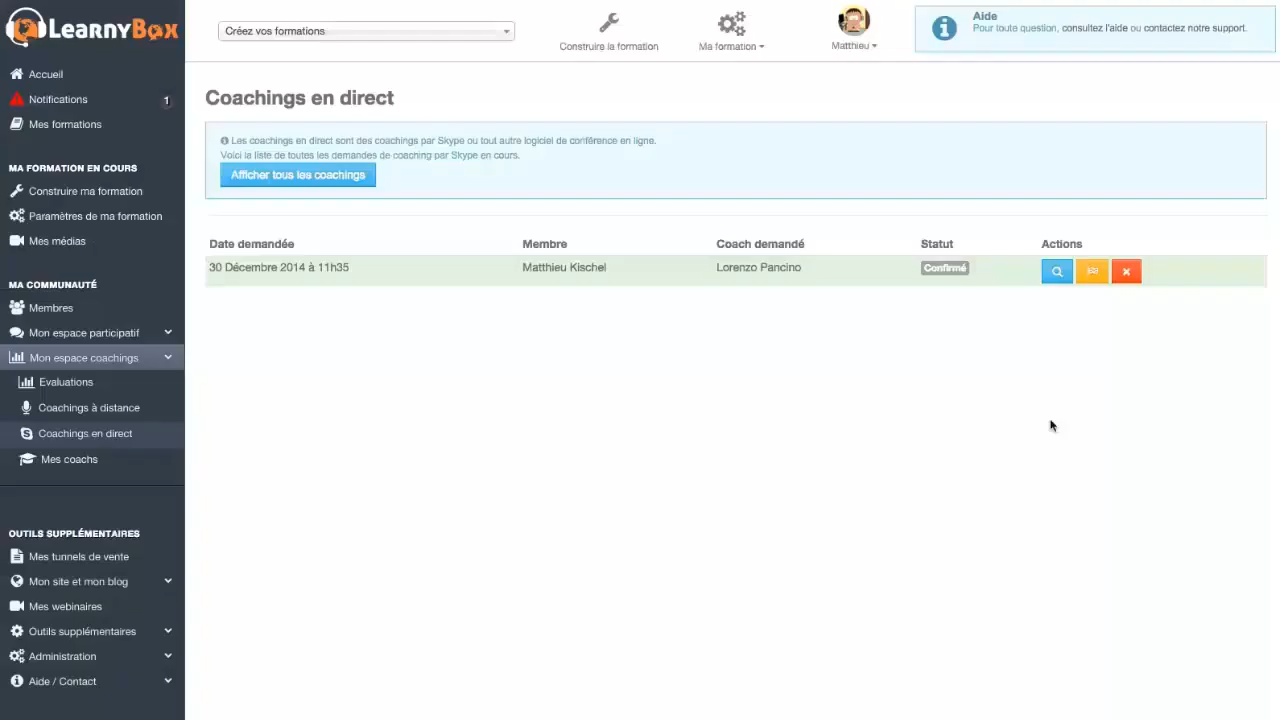 LearnyBox
Créez vos formations
Construire la formation
Ma formation
Matthieu
Aide
Pour toute question, consultez l'aide ou contactez notre support.
Accueil
Notifications 1
Mes formations
MA FORMATION EN COURS
Construire ma formation
Paramètres de ma formation
Mes médias
MA COMMUNAUTÉ
Membres
Mon espace participatif
Mon espace coachings
Evaluations
Coachings à distance
Coachings en direct
Mes coachs
OUTILS SUPPLÉMENTAIRES
Mes tunnels de vente
Mon site et mon blog
Mes webinaires
Outils supplémentaires
Administration
Aide / Contact
Coachings en direct
Les coachings en direct sont des coachings par Skype ou tout autre logiciel de conférence en ligne.
Voici la liste de toutes les demandes de coaching par Skype en cours.
Afficher tous les coachings
Date demandée Membre Coach demandé Statut Actions
30 Décembre 2014 à 11h35 Matthieu Kischel Lorenzo Pancino Confirmé